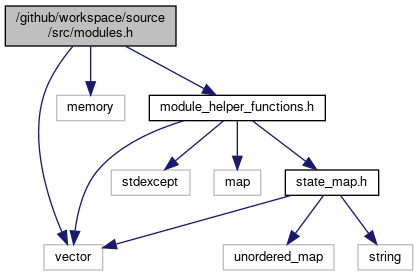 /github/workspace/source
/src/modules.h
memory
module_helper_functions.h
stdexcept
map
state_map.h
vector
unordered_map
string